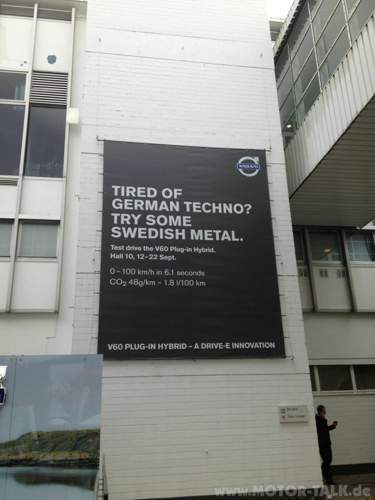 VOLVO
TIRED OF
GERMAN TECHNO?
TRY SOME
SWEDISH METAL.
Test drive the V60 Plug-in Hybrid.
Hall 10, 12–22 Sept.
0–100 km/h in 6.1 seconds
CO₂ 48g/km – 1.8 l/100 km
V60 PLUG-IN HYBRID – A DRIVE-E INNOVATION
www.MOTOR-TALK.de